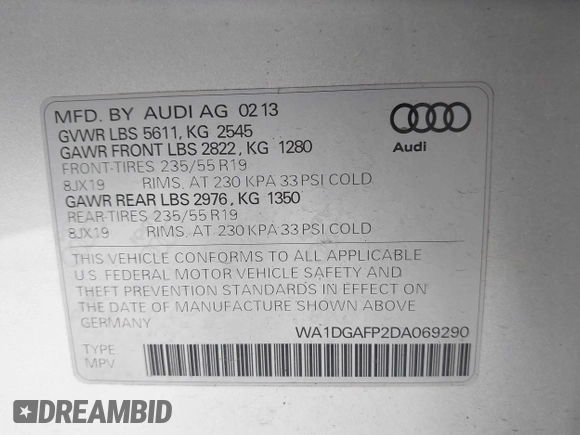 MFD. BY AUDI AG 02 13
GVWR LBS 5611, KG 2545
GAWR FRONT LBS 2822, KG 1280
FRONT-TIRES 235/55 R19
8JX19 RIMS, AT 230 KPA 33 PSI COLD
GAWR REAR LBS 2976, KG 1350
REAR-TIRES 235/55 R19
8JX19 RIMS, AT 230 KPA 33 PSI COLD
Audi
THIS VEHICLE CONFORMS TO ALL APPLICABLE
U.S. FEDERAL MOTOR VEHICLE SAFETY AND
THEFT PREVENTION STANDARDS IN EFFECT ON
THE DATE OF MANUFACTURE SHOWN ABOVE
GERMANY
WA1DGAFP2DA069290
TYPE
MPV
DREAMBID